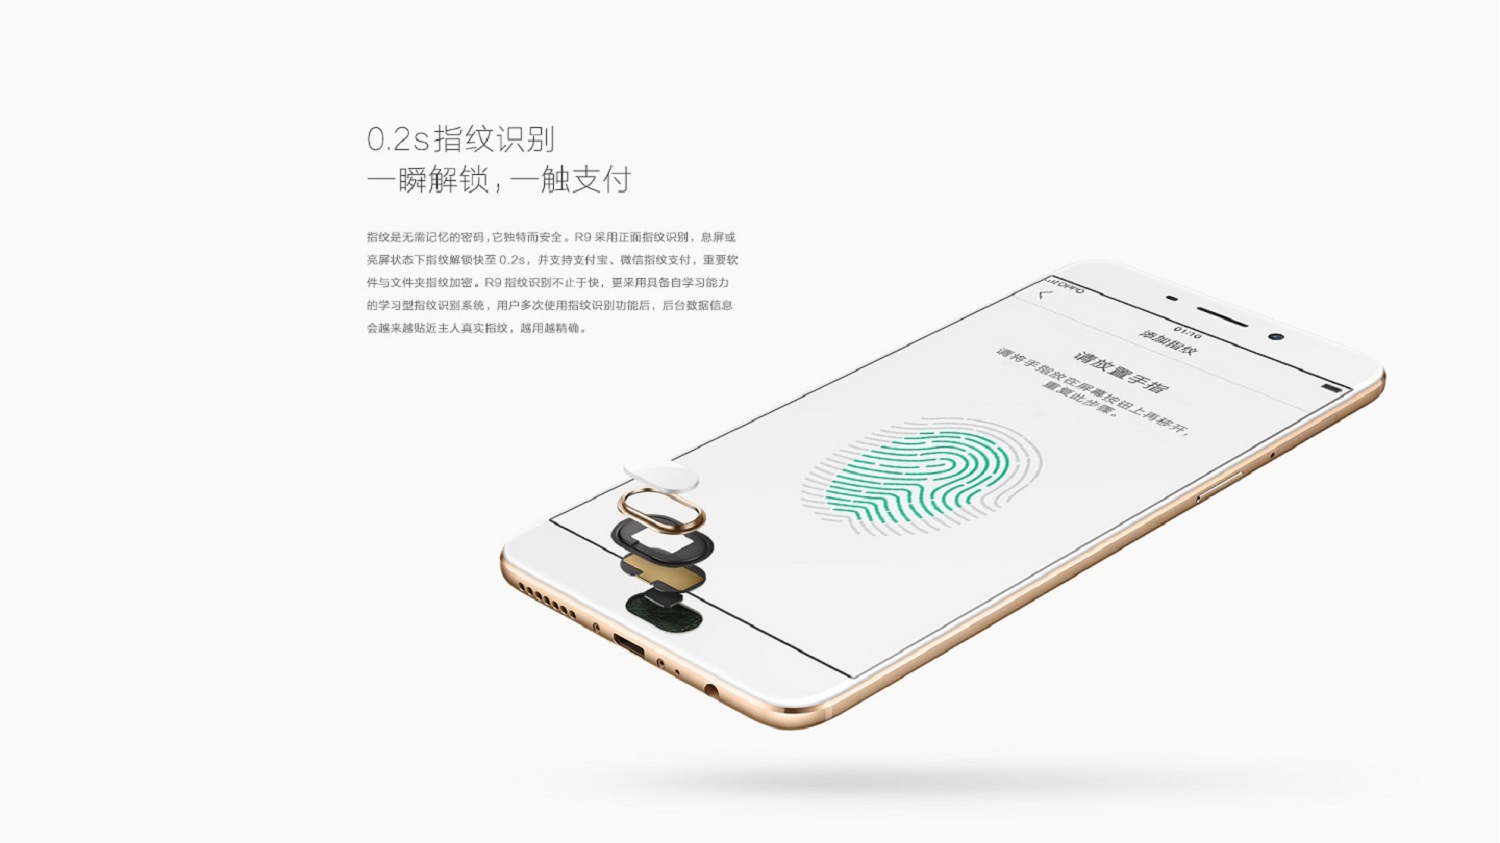 0.2s指纹识别
一瞬解锁,一触支付
指纹是无需记忆的密码,它独特而安全。R9 采用正面指纹识别，息屏或
亮屏状态下指纹解锁快至 0.2s，并支持支付宝、微信指纹支付，重要软
件与文件夹指纹加密。R9 指纹识别不止于快，更采用具备自学习能力
的学习型指纹识别系统，用户多次使用指纹识别功能后，后台数据信息
会越来越贴近主人真实指纹。越用越精确。
OPPO
01:10
添加指纹
请放置手指
请将手指放在屏幕按钮上再移开，
重复此步骤。